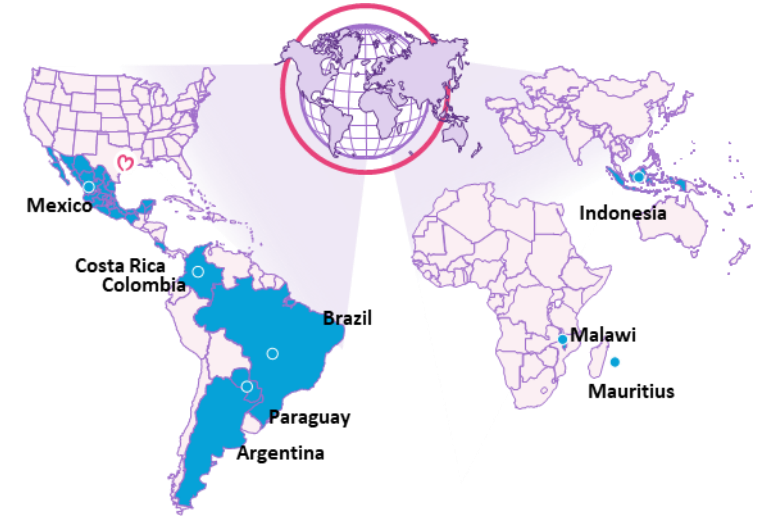 Mexico
Costa Rica
Colombia
Brazil
Paraguay
Argentina
Indonesia
Malawi
Mauritius